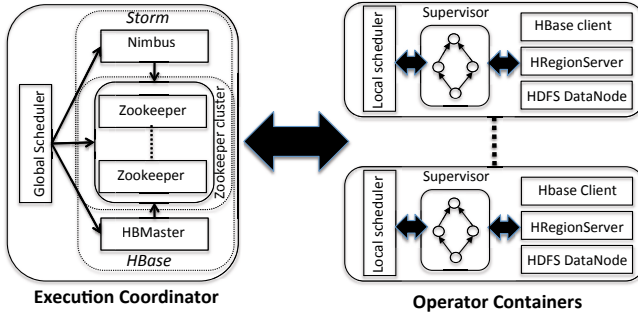 Storm
Nimbus
Global scheduler
Zookeeper
Zookeeper
Zookeeper cluster
HBMaster
HBase
Execution Coordinator
Local scheduler
Supervisor
HBase client
HRegionServer
HDFS DataNode
Local scheduler
Supervisor
Hbase Client
HRegionServer
HDFS DataNode
Operator Containers